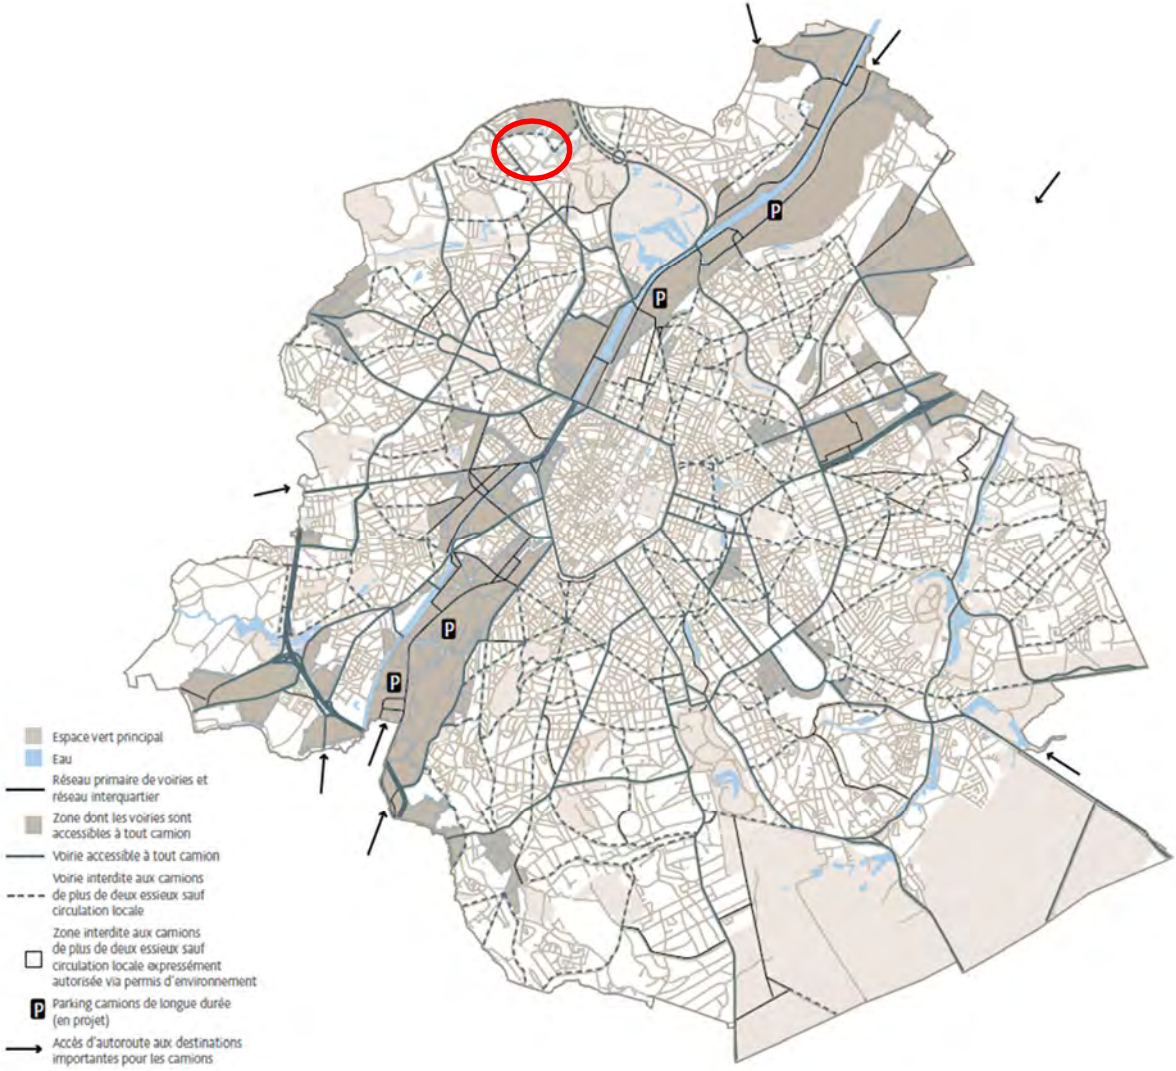 P
P
P
P
Espace vert principal
Eau
Réseau primaire de voiries et
réseau interquartier
Zone dont les voiries sont
accessibles à tout camion
Voirie accessible à tout camion
Voirie interdite aux camions
de plus de deux essieux sauf
circulation locale
Zone interdite aux camions
de plus de deux essieux sauf
circulation locale expressément
autorisée via permis d'environnement
P Parking camions de longue durée
(en projet)
Accès d'autoroute aux destinations
importantes pour les camions